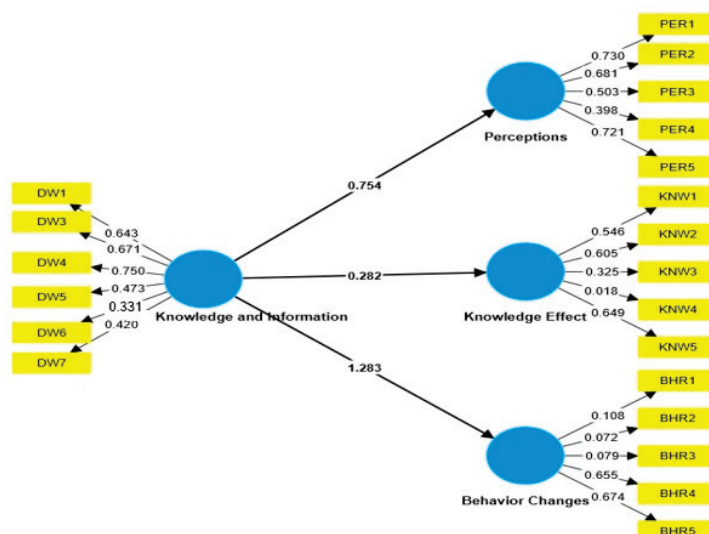 PER1
0.730
PER2
0.681
PER3
0.503
PER4
0.398
PER5
0.721
Perceptions
0.754
DW1
0.643
DW3
0.671
DW4
0.750
DW5
0.473
DW6
0.331
DW7
0.420
Knowledge and Information
0.282
KNW1
0.546
KNW2
0.605
KNW3
0.325
KNW4
0.018
KNW5
0.649
Knowledge Effect
1.283
BHR1
0.108
BHR2
0.072
BHR3
0.079
BHR4
0.655
BHR5
0.674
Behavior Changes